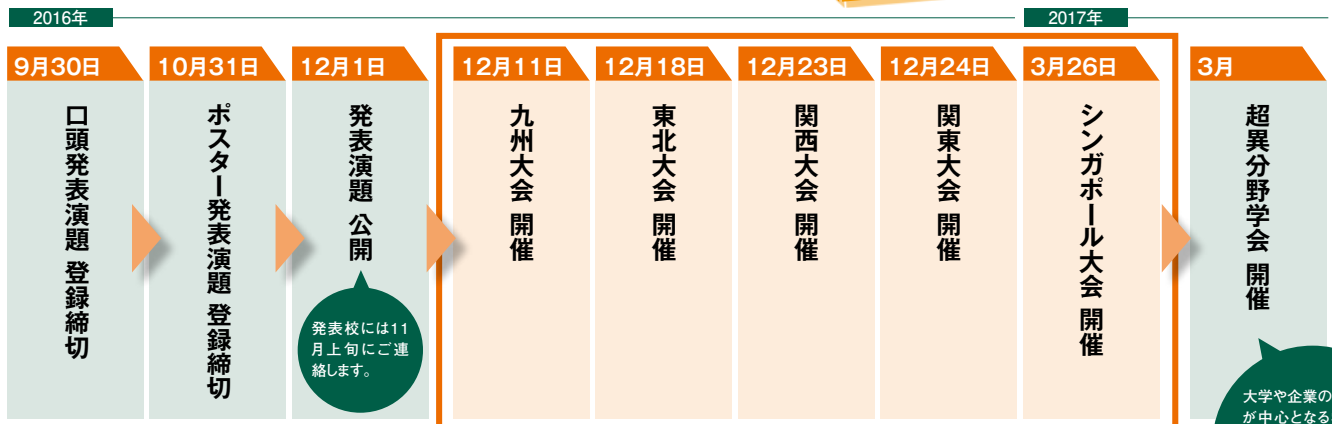 2016年
2017年
9月30日
口頭発表演題 登録締切
10月31日
ポスター発表演題 登録締切
12月1日
発表演題 公開
発表校には11
月上旬にご連
絡します。
12月11日
九州大会 開催
12月18日
東北大会 開催
12月23日
関西大会 開催
12月24日
関東大会 開催
3月26日
シンガポール大会 開催
3月
超異分野学会 開催
大学や企業の
が中心となる